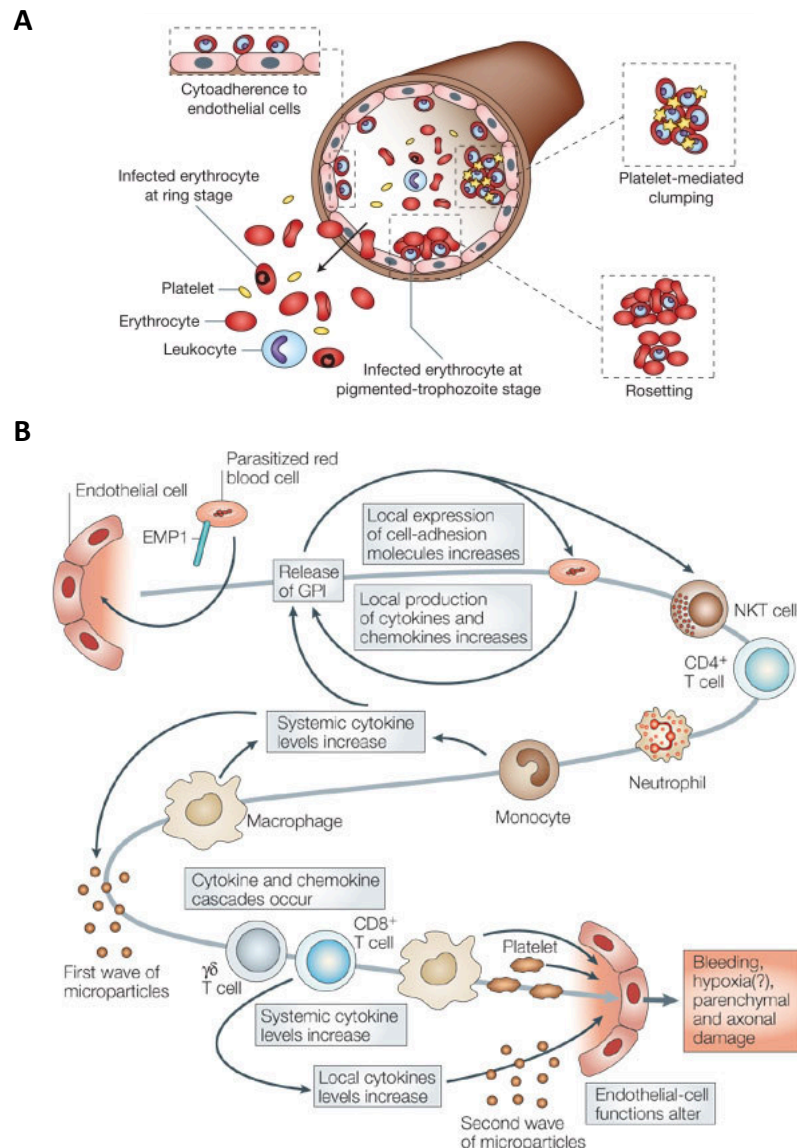 A
Cytoadherence to
endothelial cells
Infected erythrocyte
at ring stage
Platelet
Erythrocyte
Leukocyte
Infected erythrocyte at
pigmented-trophozoite stage
Platelet-mediated
clumping
Rosetting
B
Endothelial cell
Parasitized red
blood cell
EMP1
Release
of GPI
Local expression
of cell-adhesion
molecules increases
Local production
of cytokines and
chemokines increases
NKT cell
CD4+
T cell
Neutrophil
Monocyte
Systemic cytokine
levels increase
Macrophage
First wave of
microparticles
Cytokine and chemokine
cascades occur
γδ
T cell
CD8+
T cell
Platelet
Systemic cytokine
levels increase
Local cytokines
levels increase
Second wave
of microparticles
Endothelial-cell
functions alter
Bleeding,
hypoxia(?),
parenchymal
and axonal
damage